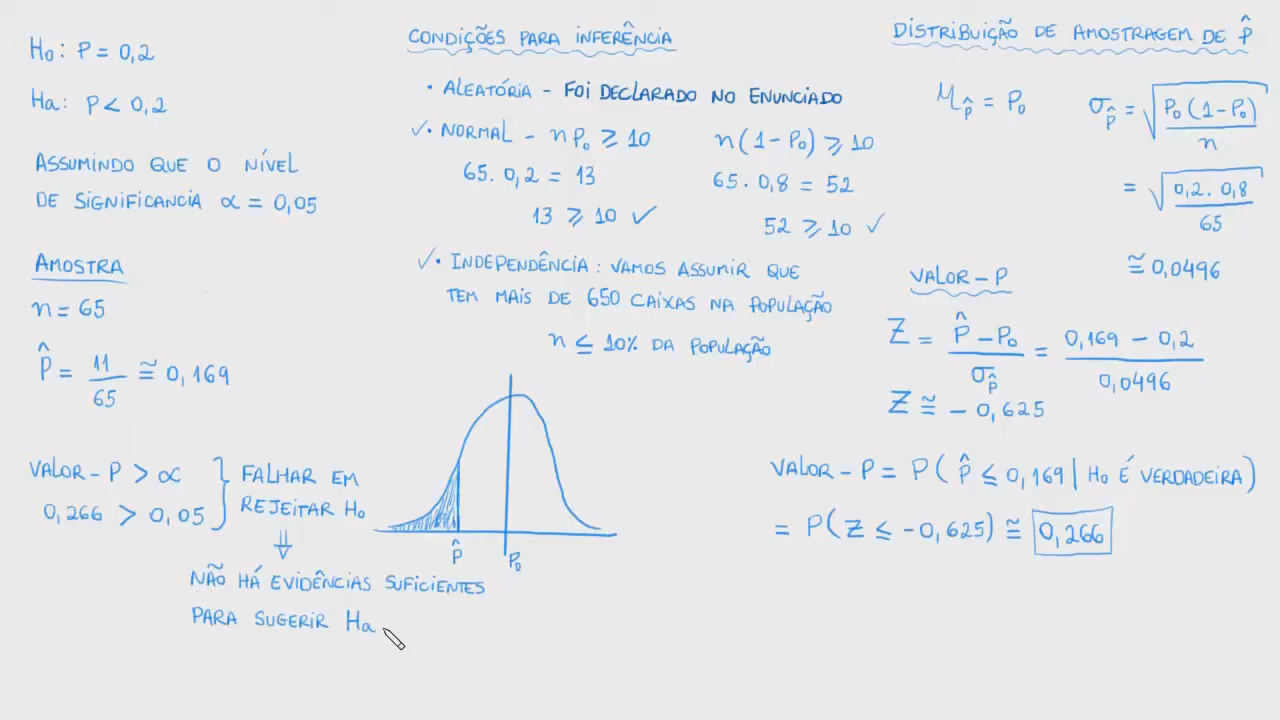 H₀: P = 0,2
Ha: P < 0,2
ASSUMINDO QUE O NÍVEL
DE SIGNIFICANCIA α = 0,05
AMOSTRA
n = 65
p̂ = 11/65 ≅ 0,169
VALOR-P > α
0,266 > 0,05
FALHAR EM
REJEITAR H₀
⇓
NÃO HÁ EVIDÊNCIAS SUFICIENTES
PARA SUGERIR Ha
CONDIÇÕES PARA INFERÊNCIA
• ALEATÓRIA - FOI DECLARADO NO ENUNCIADO
✓• NORMAL - nP₀ ⩾ 10 n(1-P₀) ⩾ 10
65. 0,2 = 13 65. 0,8 = 52
13 ⩾ 10 ✓ 52 ⩾ 10 ✓
✓• INDEPENDÊNCIA: VAMOS ASSUMIR QUE
TEM MAIS DE 650 CAIXAS NA POPULAÇÃO
n ≤ 10% DA POPULAÇÃO
p̂ P₀
DISTRIBUIÇÃO DE AMOSTRAGEM DE P̂
μp̂ = P₀ σp̂ = √(P₀(1-P₀)/n)
= √(0,2. 0,8/65)
≅ 0,0496
VALOR-P
Z = (P̂ - P₀)/σp̂ = (0,169 - 0,2)/0,0496
Z ≅ -0,625
VALOR-P = P(P̂ ≤ 0,169 | H₀ É VERDADEIRA)
= P(Z ≤ -0,625) ≅ 0,266